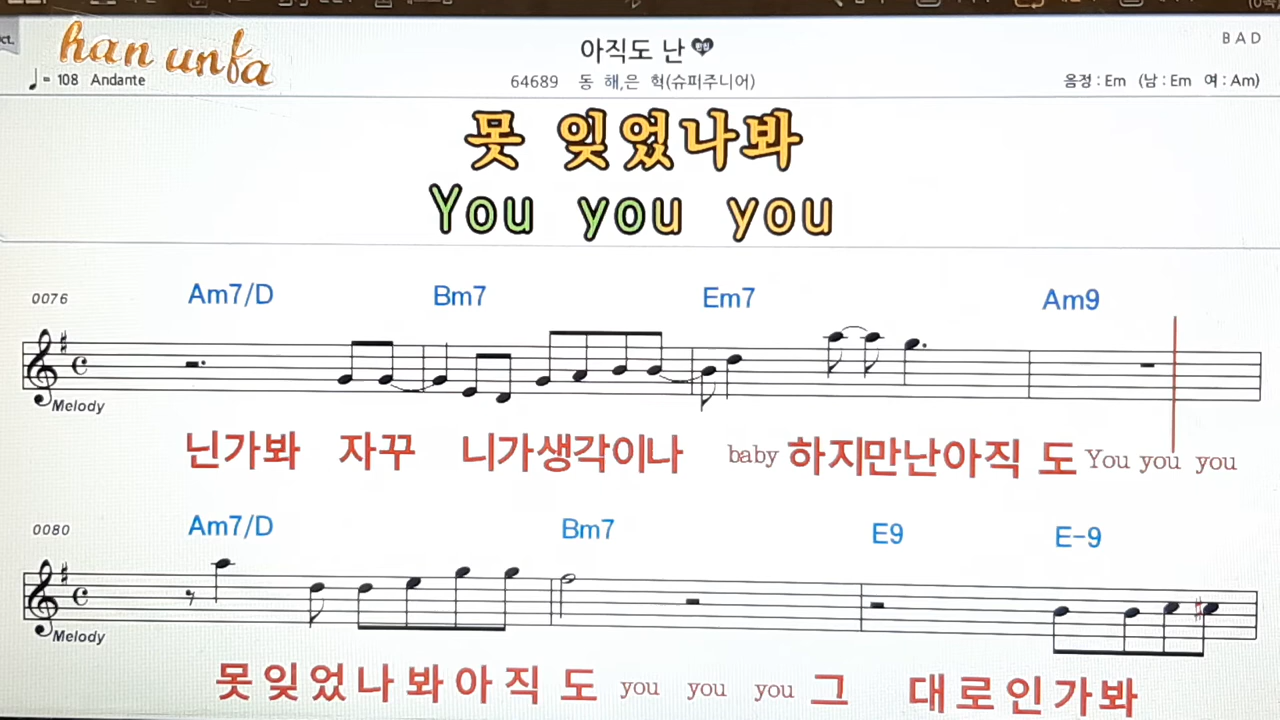 ct.
han unfa
♩= 108 Andante
아직도 난
64689 동 해,은 혁(슈피주니어)
B A D
음정 : Em (남 : Em 여 : Am)
못 잊었나봐
You you you
0076 Am7/D Bm7 Em7 Am9
Melody
닌가봐 자꾸 니가생각이나 baby 하지만난아직 도 You you you
0080 Am7/D Bm7 E9 E-9
Melody
못잊었나봐아직 도 you you you 그 대로인가봐